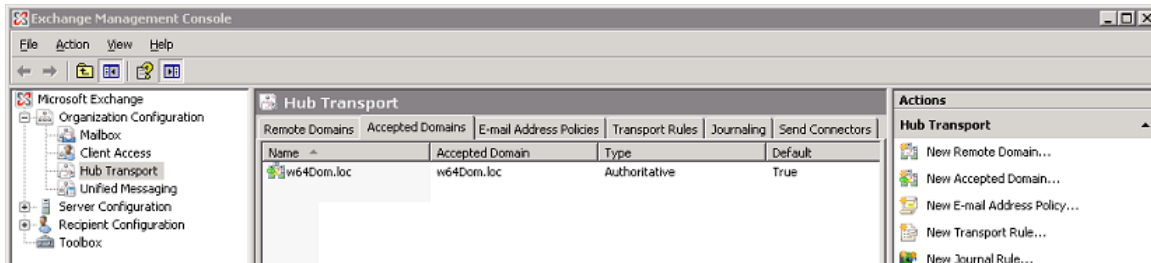 Exchange Management Console
File Action View Help
Microsoft Exchange
Organization Configuration
Mailbox
Client Access
Hub Transport
Unified Messaging
Server Configuration
Recipient Configuration
Toolbox
Hub Transport
Remote Domains Accepted Domains E-mail Address Policies Transport Rules Journaling Send Connectors
Name Accepted Domain Type Default
w64Dom.loc w64Dom.loc Authoritative True
Actions
Hub Transport
New Remote Domain...
New Accepted Domain...
New E-mail Address Policy...
New Transport Rule...
New Journal Rule...